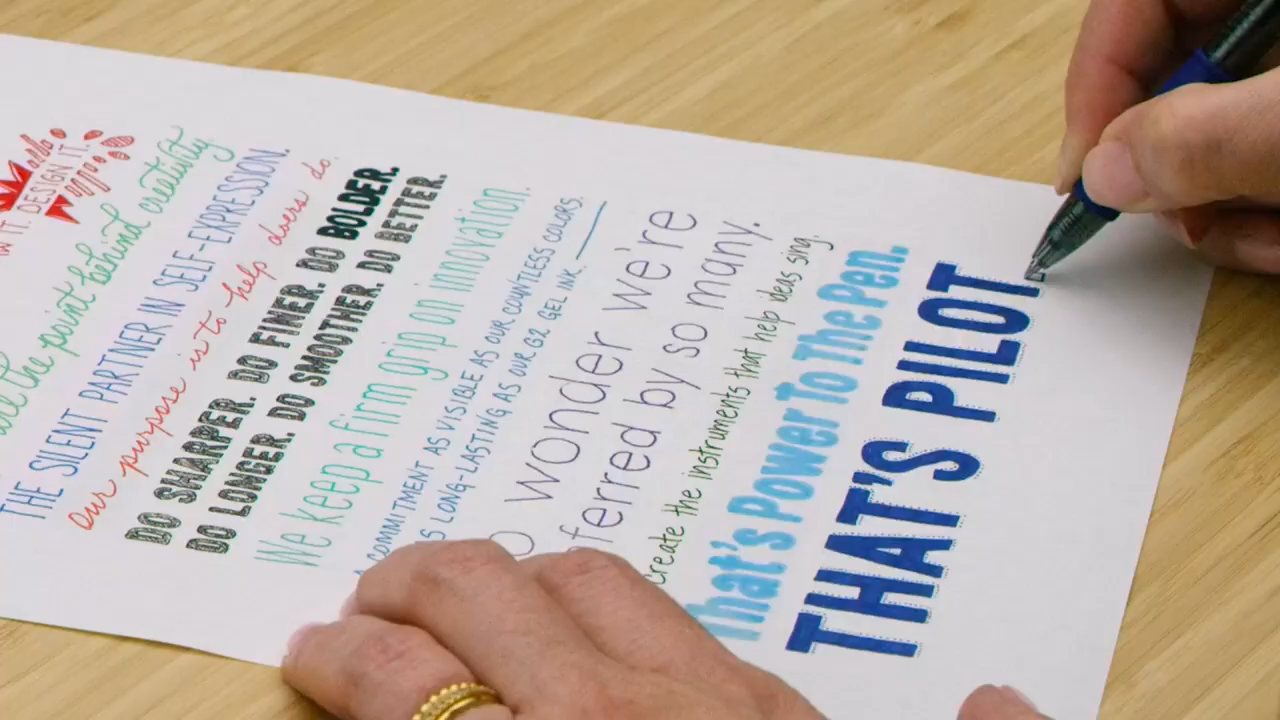 IT. DESIGN IT.
the point behind creativity
THE SILENT PARTNER IN SELF-EXPRESSION.
Our purpose is to help doers do.
DO SHARPER. DO FINER. DO BOLDER.
DO LONGER. DO SMOOTHER. DO BETTER.
We keep a firm grip on innovation.
COMMITMENT AS VISIBLE AS OUR COUNTLESS COLORS.
AS LONG-LASTING AS OUR G2 GEL INK.
O wonder we're
ferred by so many.
create the instruments that help ideas sing.
That's Power To The Pen.
THAT'S PILOT